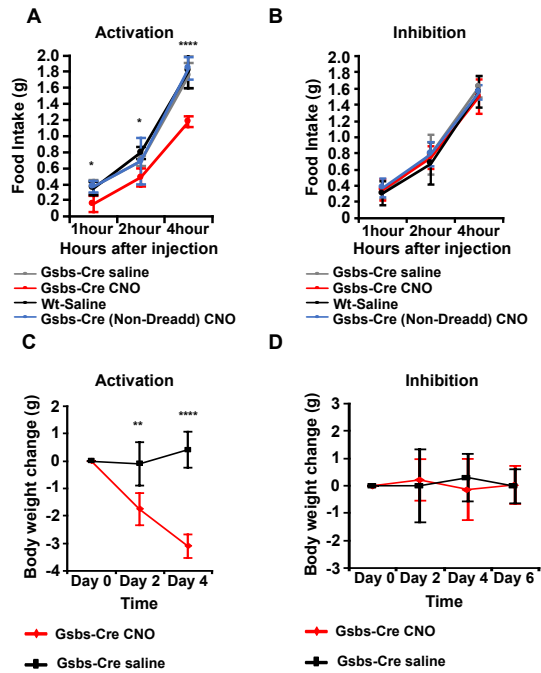 A
Activation
*
*
****
Food Intake (g)
2.0
1.8
1.6
1.4
1.2
1.0
0.8
0.6
0.4
0.2
0
1hour 2hour 4hour
Hours after injection
Gsbs-Cre saline
Gsbs-Cre CNO
Wt-Saline
Gsbs-Cre (Non-Dreadd) CNO
B
Inhibition
Food Intake (g)
2.0
1.8
1.6
1.4
1.2
1.0
0.8
0.6
0.4
0.2
0
1hour 2hour 4hour
Hours after injection
Gsbs-Cre saline
Gsbs-Cre CNO
Wt-Saline
Gsbs-Cre (Non-Dreadd) CNO
C
Activation
**
****
Body weight change (g)
2
1
0
-1
-2
-3
-4
Day 0 Day 2 Day 4
Time
Gsbs-Cre CNO
Gsbs-Cre saline
D
Inhibition
Body weight change (g)
3
2
1
0
-1
-2
-3
Day 0 Day 2 Day 4 Day 6
Time
Gsbs-Cre CNO
Gsbs-Cre saline